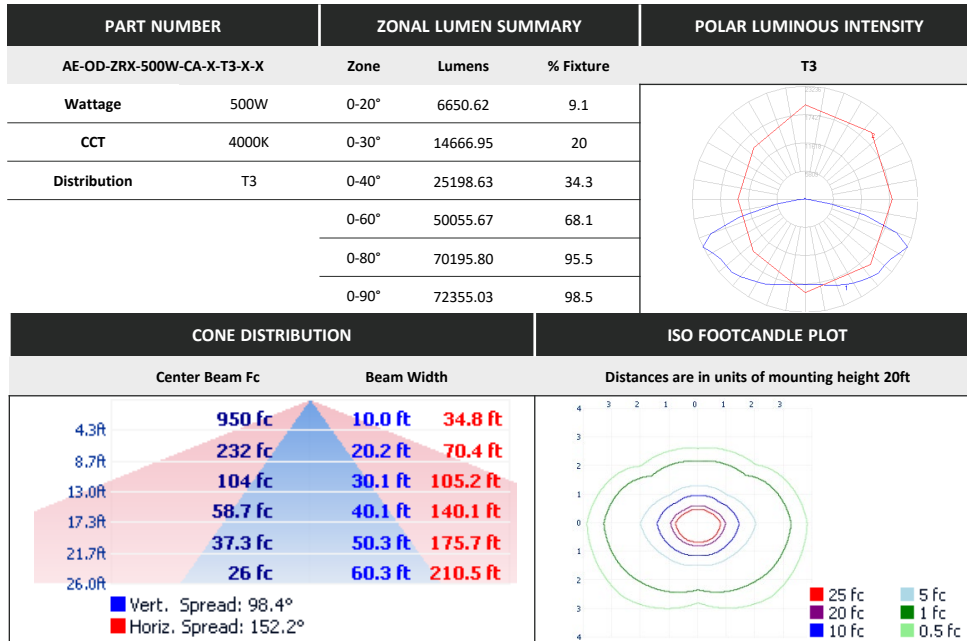 PART NUMBER ZONAL LUMEN SUMMARY POLAR LUMINOUS INTENSITY
AE-OD-ZRX-500W-CA-X-T3-X-X Zone Lumens % Fixture T3
Wattage 500W 0-20° 6650.62 9.1
CCT 4000K 0-30° 14666.95 20
Distribution T3 0-40° 25198.63 34.3
0-60° 50055.67 68.1
0-80° 70195.80 95.5
0-90° 72355.03 98.5
CONE DISTRIBUTION ISO FOOTCANDLE PLOT
Center Beam Fc Beam Width Distances are in units of mounting height 20ft
4.3ft 950 fc 10.0 ft 34.8 ft
8.7ft 232 fc 20.2 ft 70.4 ft
13.0ft 104 fc 30.1 ft 105.2 ft
17.3ft 58.7 fc 40.1 ft 140.1 ft
21.7ft 37.3 fc 50.3 ft 175.7 ft
26.0ft 26 fc 60.3 ft 210.5 ft
Vert. Spread: 98.4°
Horiz. Spread: 152.2°
3 2 1 0 1 2 3
4
3
2
1
0
1
2
3
4
25 fc 5 fc
20 fc 1 fc
10 fc 0.5 fc